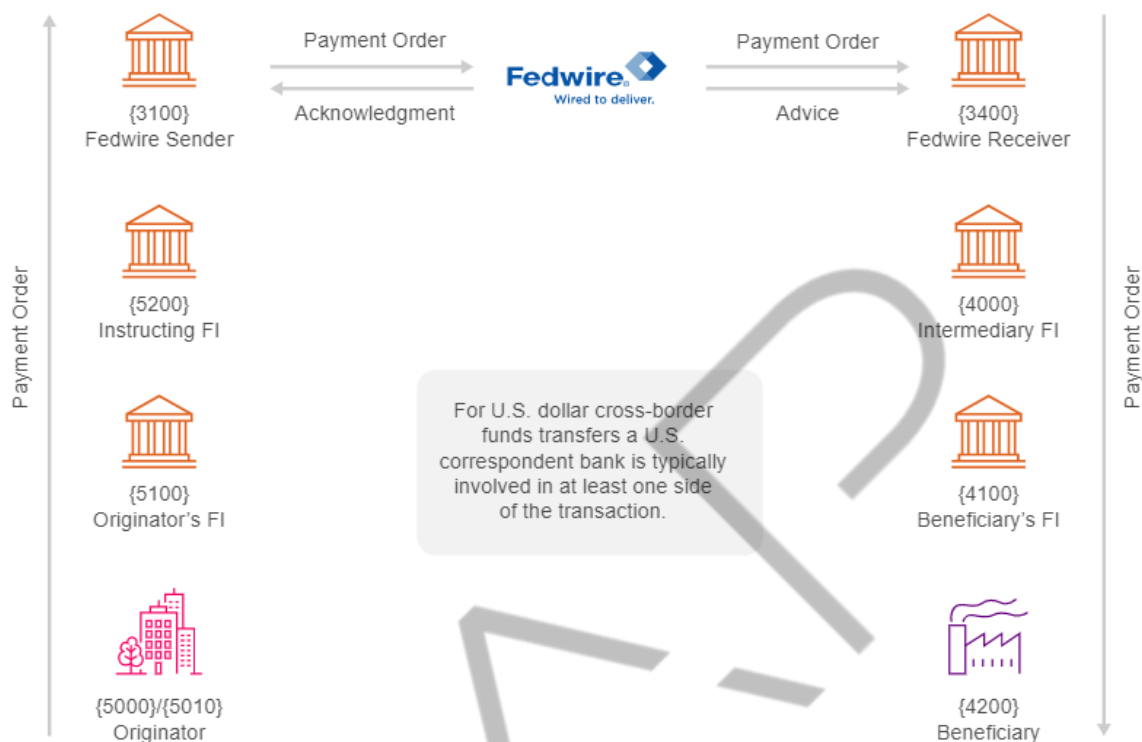 Payment Order
Payment Order
Fedwire®
Wired to deliver.
Acknowledgment
Advice
{3100}
Fedwire Sender
{3400}
Fedwire Receiver
{5200}
Instructing FI
{4000}
Intermediary FI
Payment Order
Payment Order
For U.S. dollar cross-border
funds transfers a U.S.
correspondent bank is typically
involved in at least one side
of the transaction.
{5100}
Originator’s FI
{4100}
Beneficiary’s FI
{5000}/{5010}
Originator
{4200}
Beneficiary